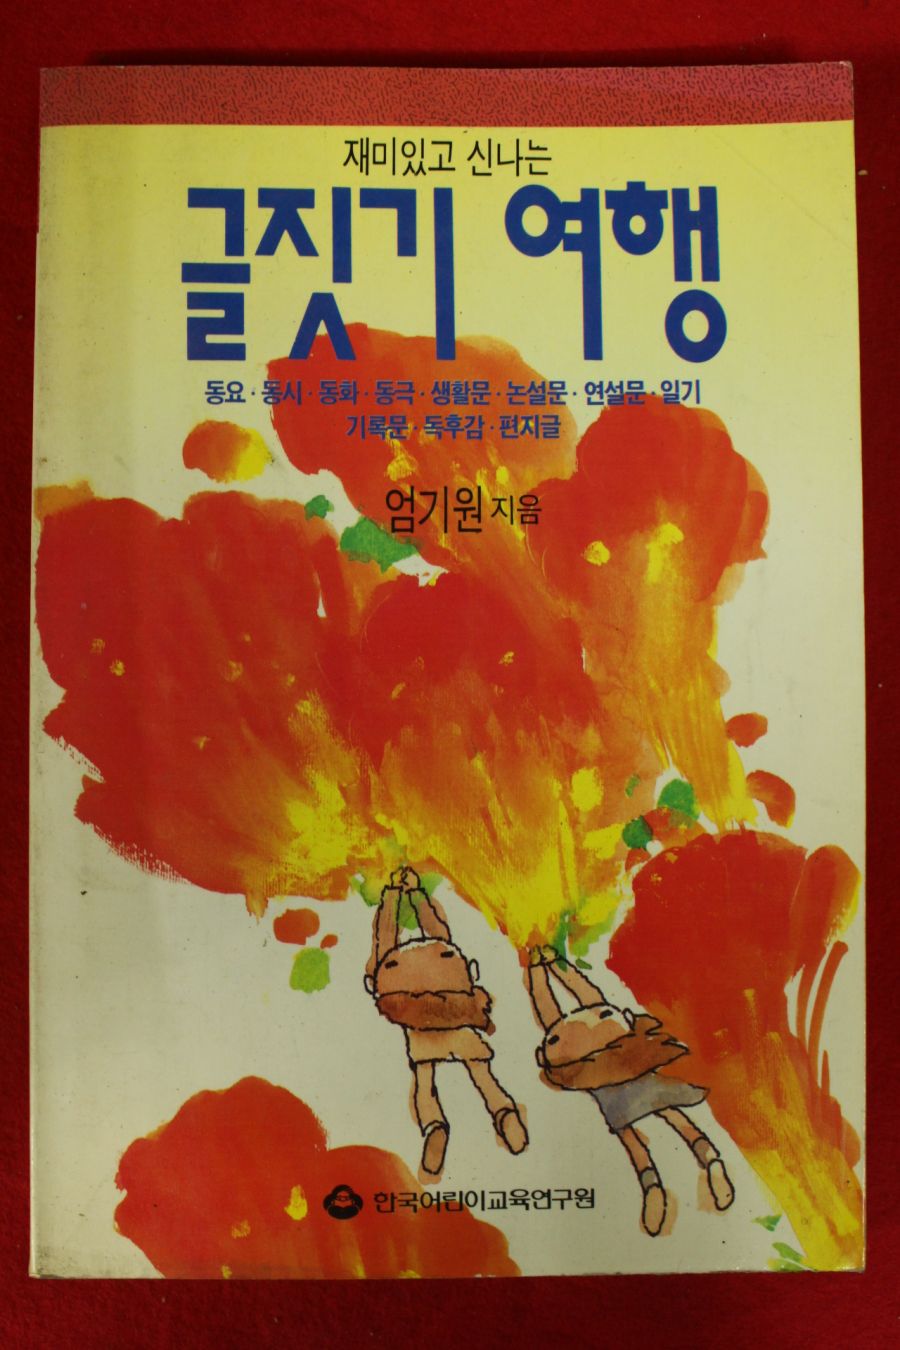 재미있고 신나는
글짓기 여행
동요·동시·동화·동극·생활문·논설문·연설문·일기
기록문·독후감·편지글
엄기원 지음
한국어린이교육연구원